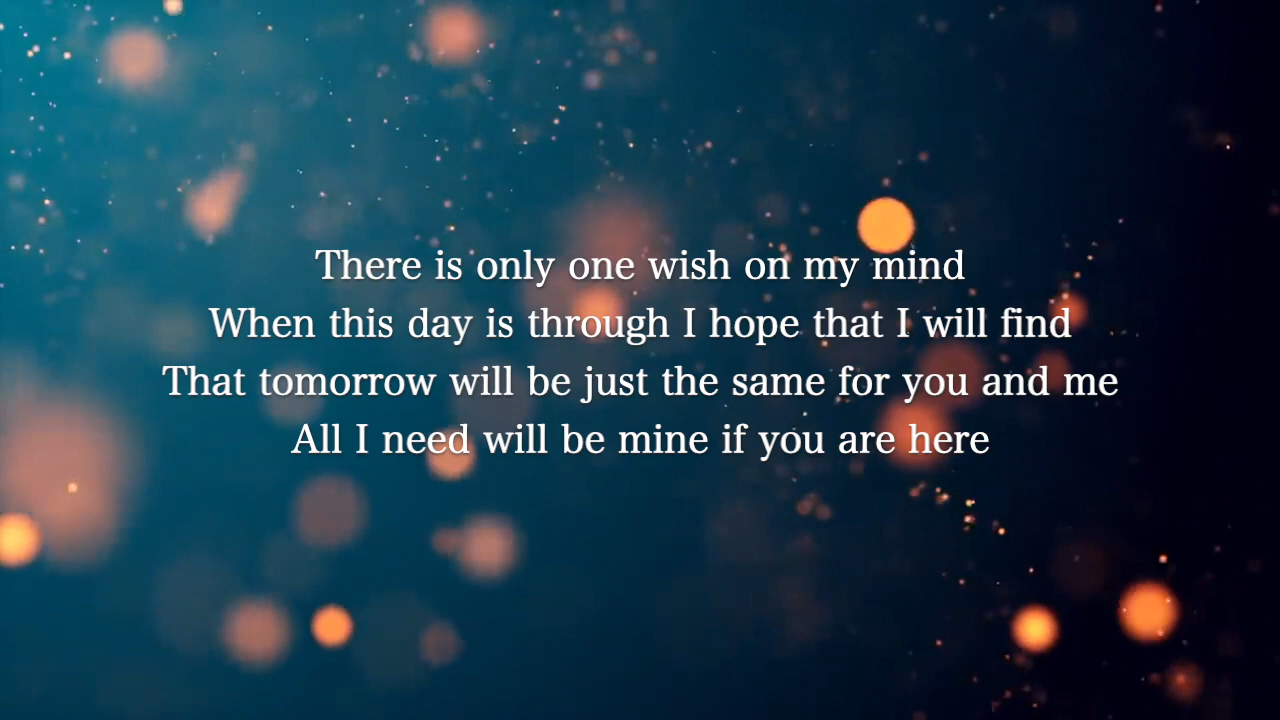 There is only one wish on my mind
When this day is through I hope that I will find
That tomorrow will be just the same for you and me
All I need will be mine if you are here